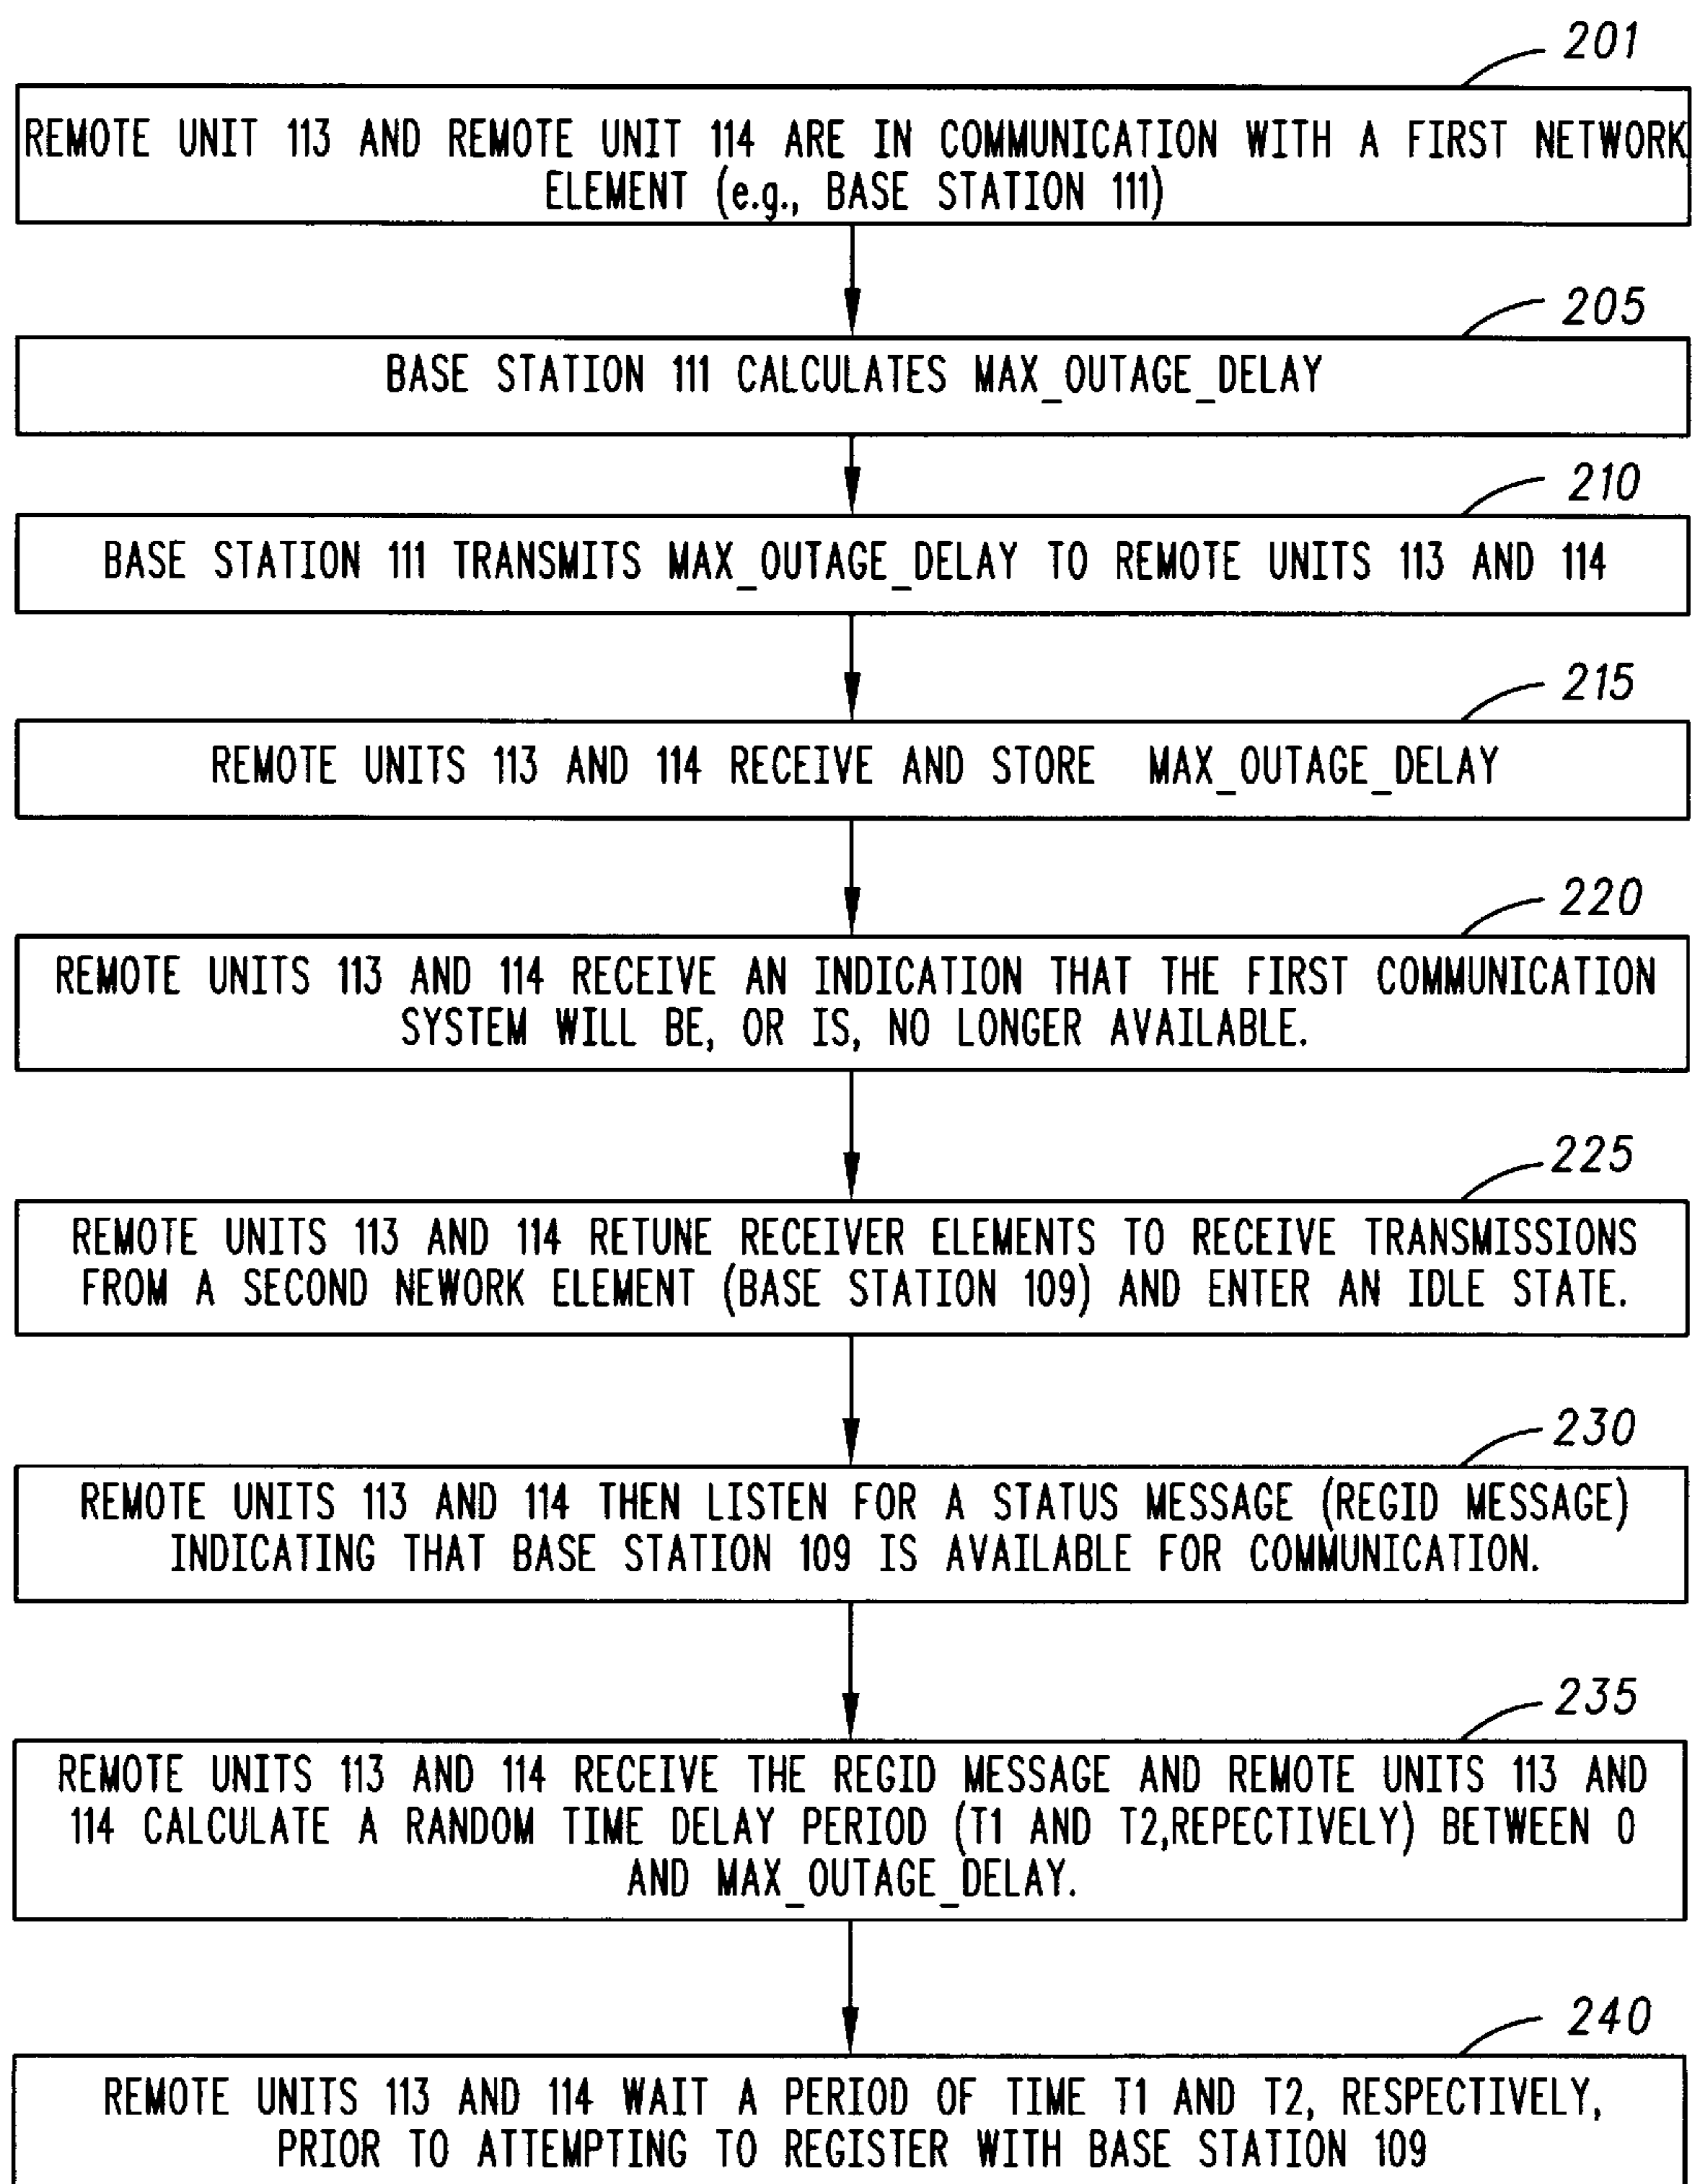 201
REMOTE UNIT 113 AND REMOTE UNIT 114 ARE IN COMMUNICATION WITH A FIRST NETWORK
ELEMENT (e.g., BASE STATION 111)
205
BASE STATION 111 CALCULATES MAX_OUTAGE_DELAY
210
BASE STATION 111 TRANSMITS MAX_OUTAGE_DELAY TO REMOTE UNITS 113 AND 114
215
REMOTE UNITS 113 AND 114 RECEIVE AND STORE MAX_OUTAGE_DELAY
220
REMOTE UNITS 113 AND 114 RECEIVE AN INDICATION THAT THE FIRST COMMUNICATION
SYSTEM WILL BE, OR IS, NO LONGER AVAILABLE.
225
REMOTE UNITS 113 AND 114 RETUNE RECEIVER ELEMENTS TO RECEIVE TRANSMISSIONS
FROM A SECOND NEWORK ELEMENT (BASE STATION 109) AND ENTER AN IDLE STATE.
230
REMOTE UNITS 113 AND 114 THEN LISTEN FOR A STATUS MESSAGE (REGID MESSAGE)
INDICATING THAT BASE STATION 109 IS AVAILABLE FOR COMMUNICATION.
235
REMOTE UNITS 113 AND 114 RECEIVE THE REGID MESSAGE AND REMOTE UNITS 113 AND
114 CALCULATE A RANDOM TIME DELAY PERIOD (T1 AND T2,REPECTIVELY) BETWEEN 0
AND MAX_OUTAGE_DELAY.
240
REMOTE UNITS 113 AND 114 WAIT A PERIOD OF TIME T1 AND T2, RESPECTIVELY,
PRIOR TO ATTEMPTING TO REGISTER WITH BASE STATION 109